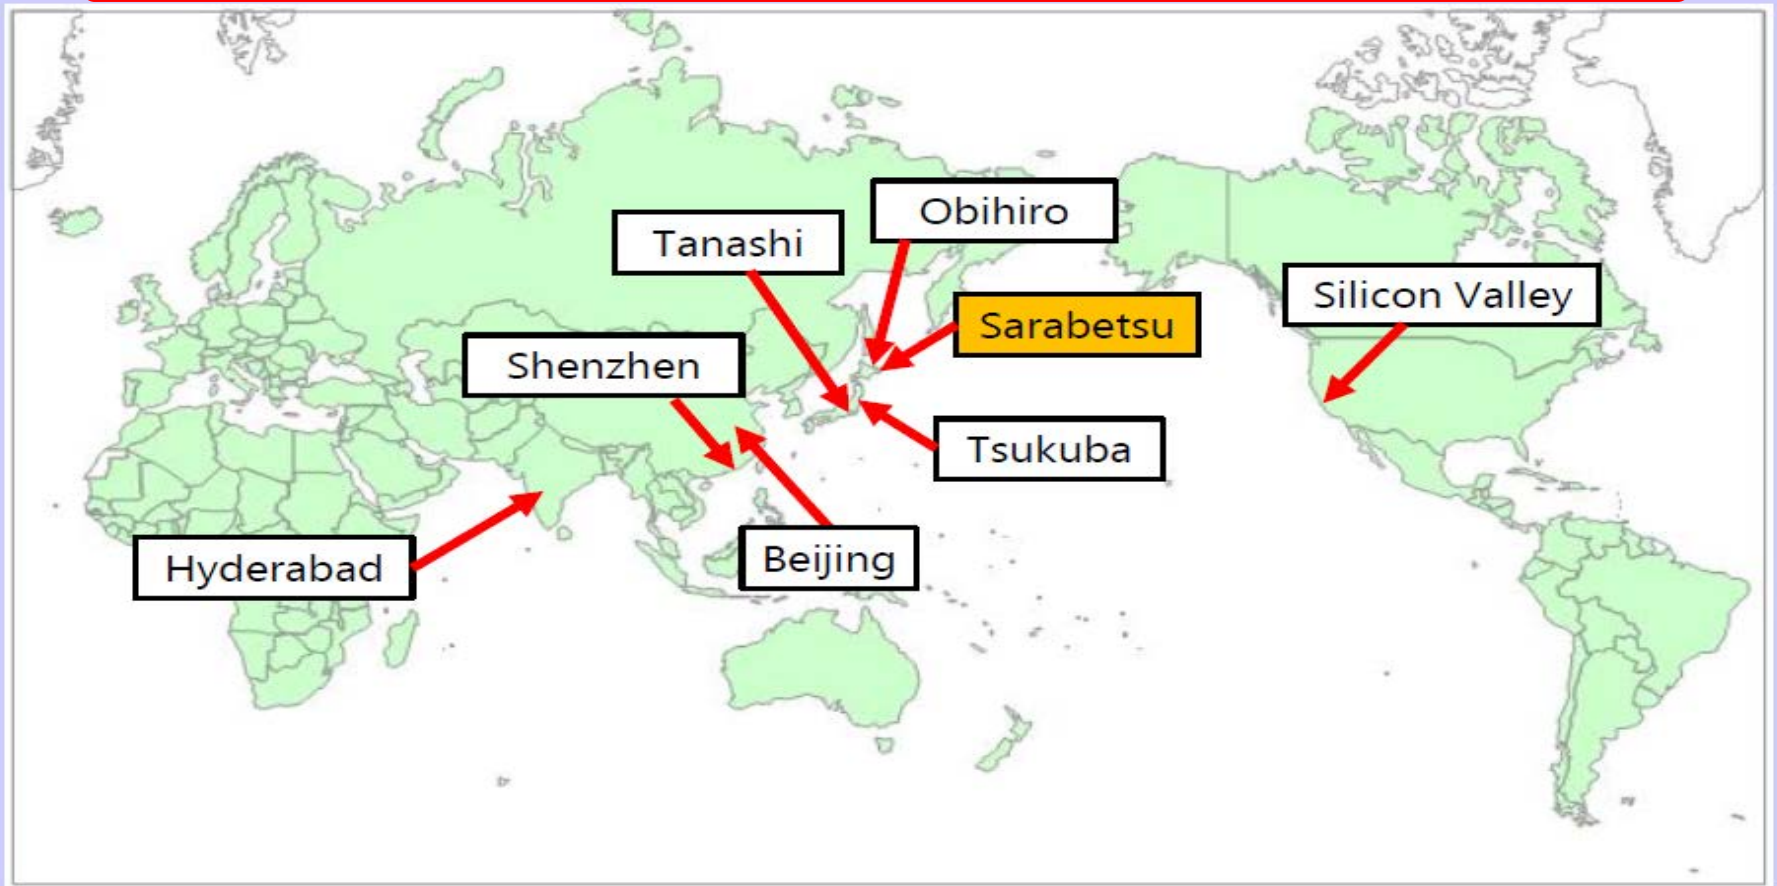 Obihiro
Tanashi
Silicon Valley
Sarabetsu
Shenzhen
Tsukuba
Beijing
Hyderabad